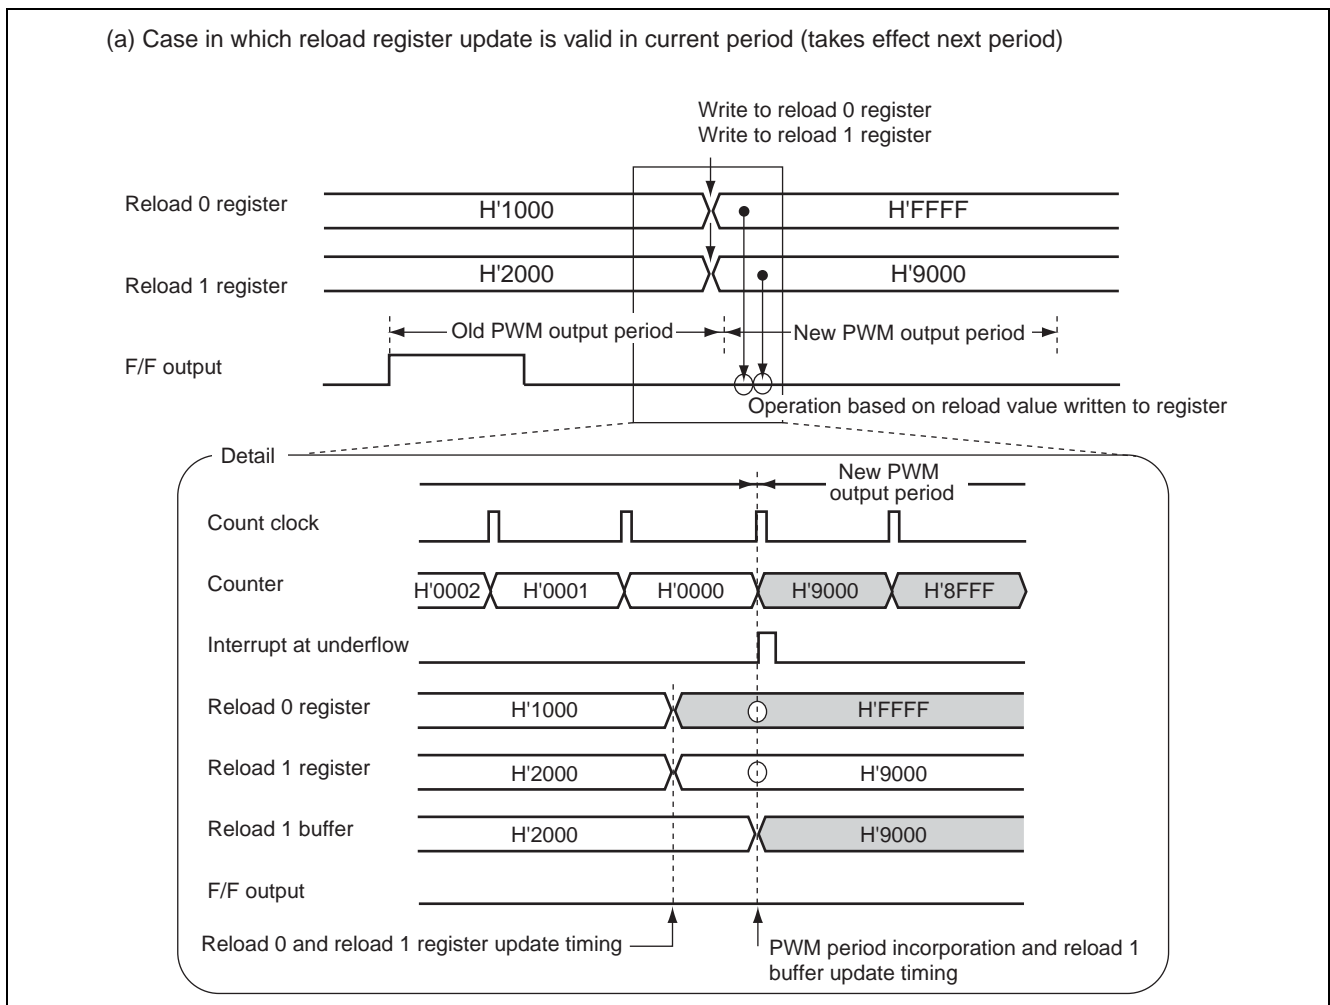 (a) Case in which reload register update is valid in current period (takes effect next period)
Write to reload 0 register
Write to reload 1 register
Reload 0 register
H'1000
H'FFFF
Reload 1 register
H'2000
H'9000
Old PWM output period
New PWM output period
F/F output
Operation based on reload value written to register
Detail
New PWM
output period
Count clock
Counter
H'0002
H'0001
H'0000
H'9000
H'8FFF
Interrupt at underflow
Reload 0 register
H'1000
H'FFFF
Reload 1 register
H'2000
H'9000
Reload 1 buffer
H'2000
H'9000
F/F output
Reload 0 and reload 1 register update timing
PWM period incorporation and reload 1
buffer update timing